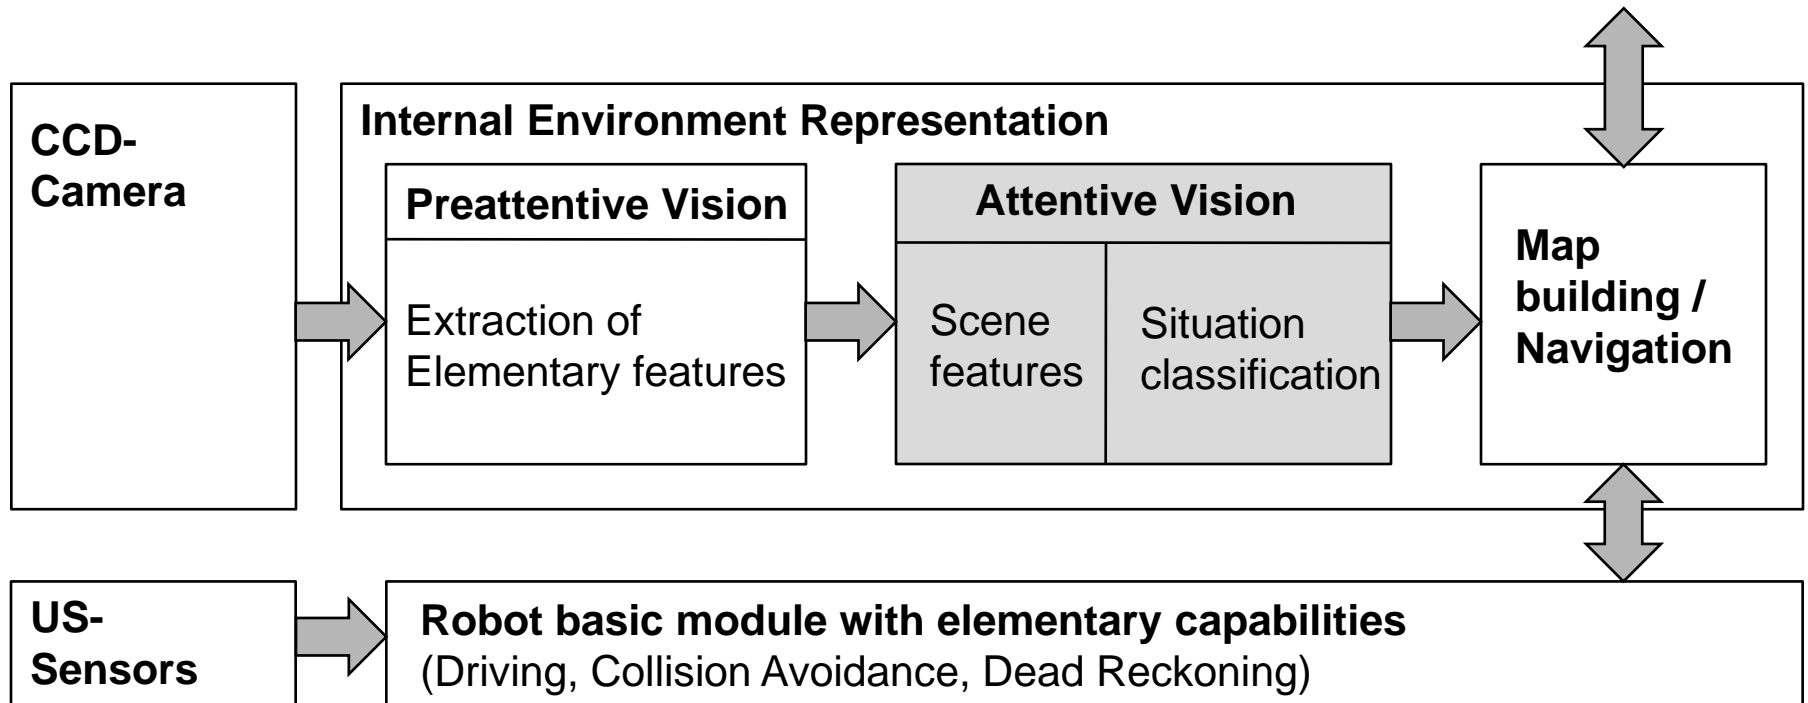 CCD-
Camera
Internal Environment Representation
Preattentive Vision
Extraction of
Elementary features
Attentive Vision
Scene
features
Situation
classification
Map
building /
Navigation
US-
Sensors
Robot basic module with elementary capabilities
(Driving, Collision Avoidance, Dead Reckoning)